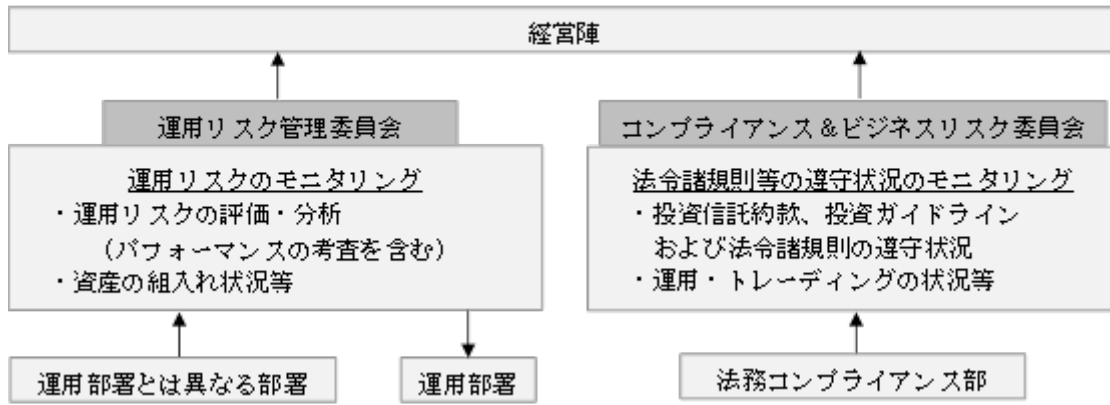 経営陣
運用リスク管理委員会
運用リスクのモニタリング
・運用リスクの評価・分析
（パフォーマンスの考査を含む）
・資産の組入れ状況等
運用部署とは異なる部署
運用部署
コンプライアンス＆ビジネスリスク委員会
法令諸規則等の遵守状況のモニタリング
・投資信託約款、投資ガイドライン
および法令諸規則の遵守状況
・運用・トレーディングの状況等
法務コンプライアンス部